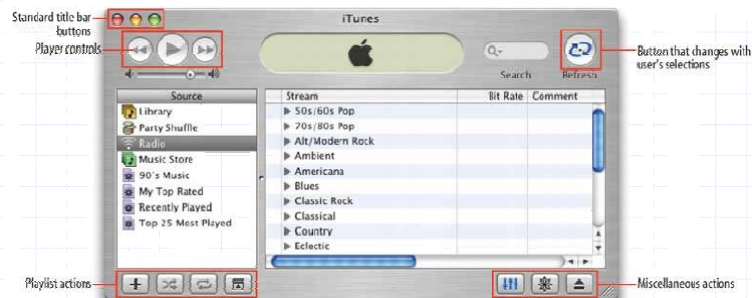 Standard title bar
buttons
iTunes
Player controls
Button that changes with
user's selections
Search
Refresh
Source
Stream
Bit Rate
Comment
Library
Party Shuffle
Radio
Music Store
90's Music
My Top Rated
Recently Played
Top 25 Most Played
50s/60s Pop
70s/80s Pop
Alt/Modern Rock
Ambient
Americana
Blues
Classic Rock
Classical
Country
Eclectic
Playlist actions
Miscellaneous actions